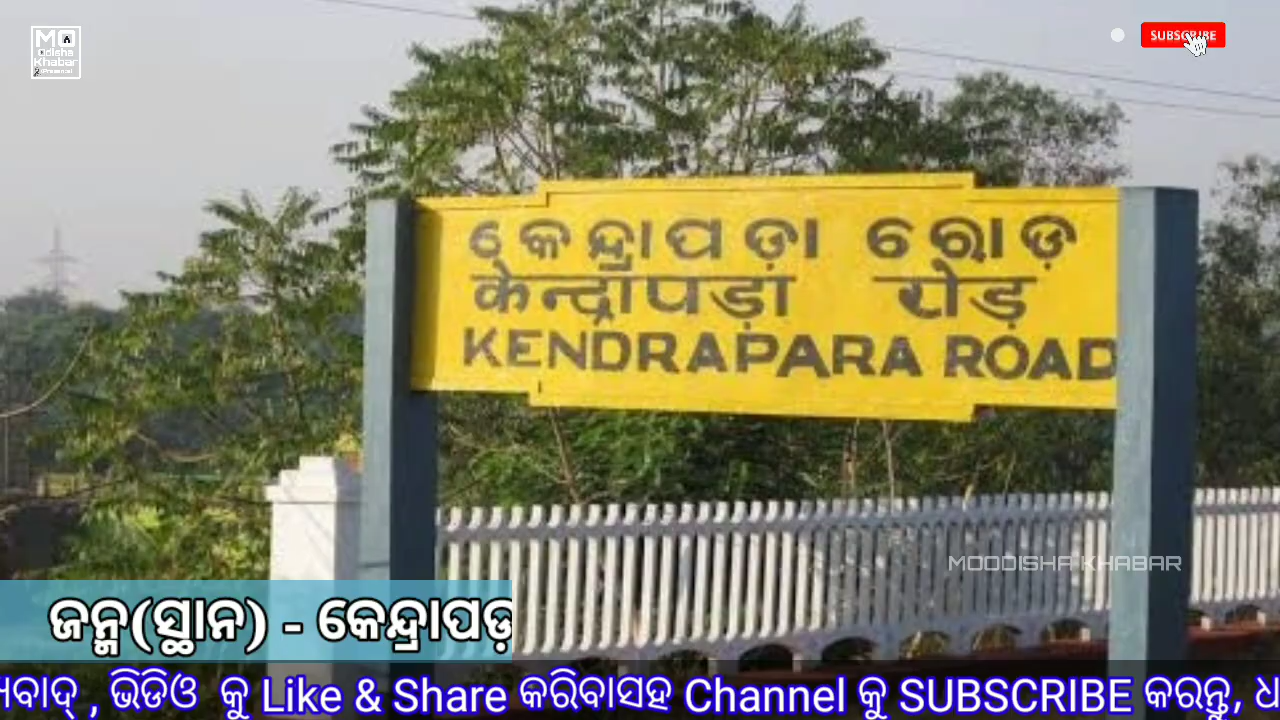 MO
Odisha
Khabar
SUBSCRIBE
କେନ୍ଦ୍ରାପଡ଼ା ରୋଡ଼
केन्द्रापड़ा रोड़
KENDRAPARA ROAD
MOODISHA KHABAR
ଜନ୍ମ(ସ୍ଥାନ) - କେନ୍ଦ୍ରାପଡ଼
ଭିଡିଓ କୁ Like & Share କରିବାସହ Channel କୁ SUBSCRIBE କରନ୍ତୁ,